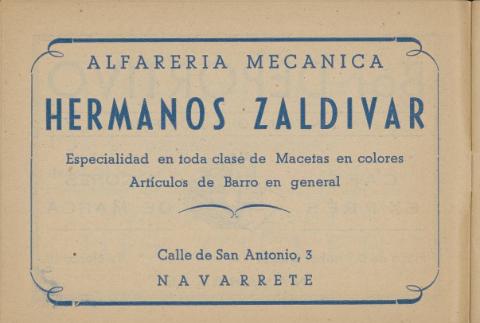 ALFARERIA MECANICA
HERMANOS ZALDIVAR
Especialidad en toda clase de Macetas en colores
Artículos de Barro en general
Calle de San Antonio, 3
NAVARRETE